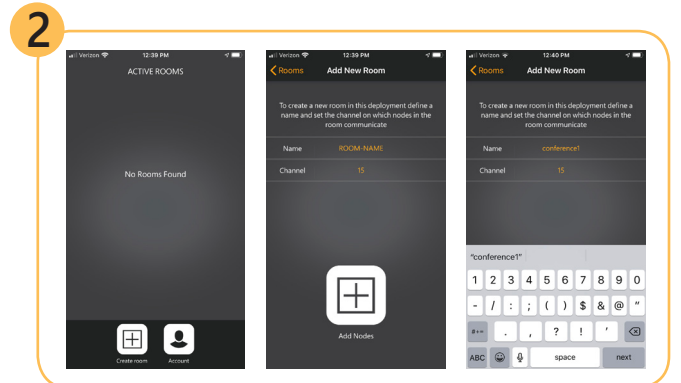 2
Verizon 12:39 PM
ACTIVE ROOMS
No Rooms Found
Create room Account
Verizon 12:39 PM
Rooms Add New Room
To create a new room in this deployment define a
name and set the channel on which nodes in the
room communicate
Name ROOM-NAME
Channel 15
Add Nodes
Verizon 12:40 PM
Rooms Add New Room
To create a new room in this deployment define a
name and set the channel on which nodes in the
room communicate
Name conference1
Channel 15
"conference1"
1 2 3 4 5 6 7 8 9 0
- / : ; ( ) $ & @ "
#+= . , ? ! '
ABC space next